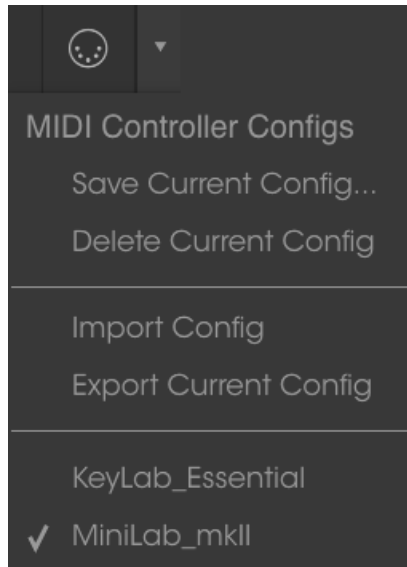 MIDI Controller Configs
Save Current Config...
Delete Current Config
Import Config
Export Current Config
KeyLab_Essential
MiniLab_mkII